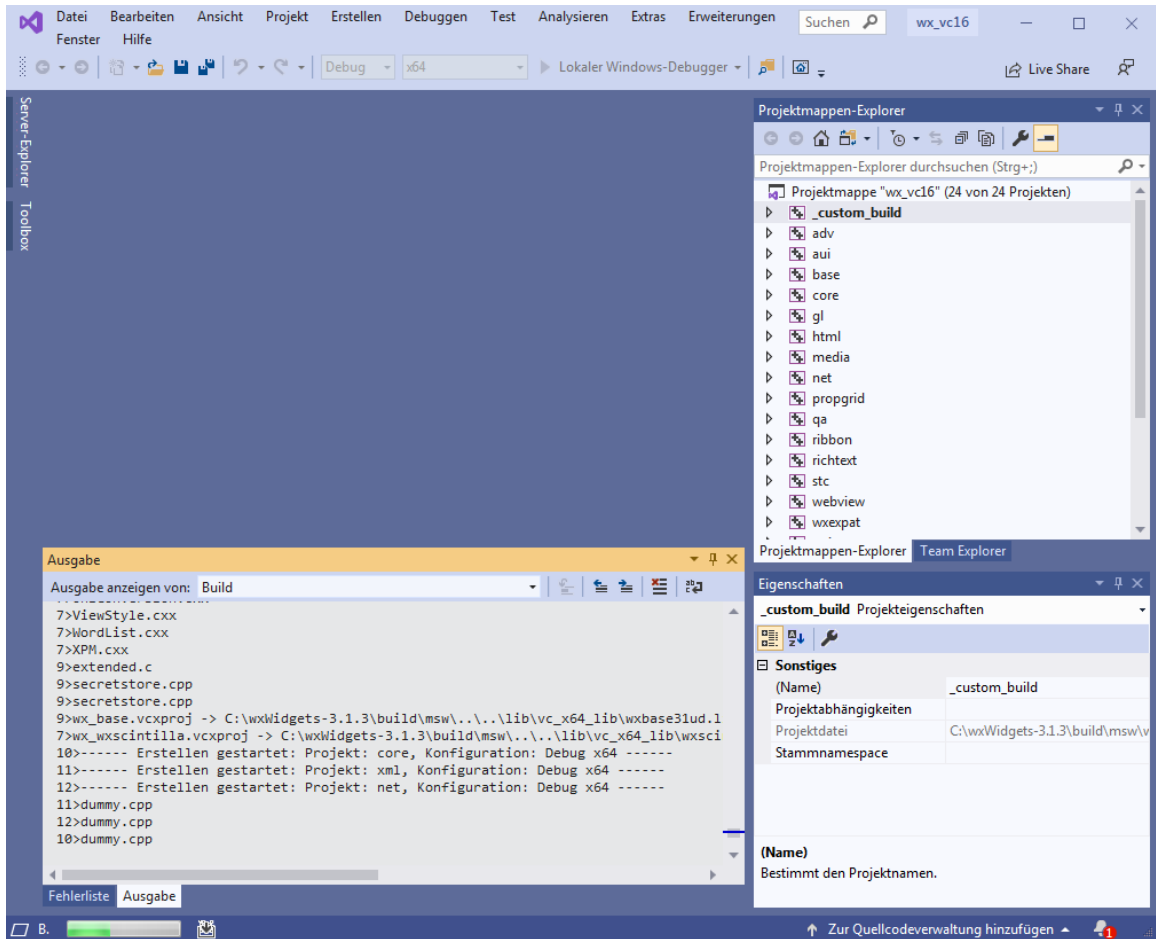 Datei Bearbeiten Ansicht Projekt Erstellen Debuggen Test Analysieren Extras Erweiterungen Suchen wx_vc16
Fenster Hilfe
Debug x64 Lokaler Windows-Debugger Live Share
Server-Explorer
Toolbox
Projektmappen-Explorer
Projektmappen-Explorer durchsuchen (Strg+;)
Projektmappe "wx_vc16" (24 von 24 Projekten)
_custom_build
adv
aui
base
core
gl
html
media
net
propgrid
qa
ribbon
richtext
stc
webview
wxexpat
Projektmappen-Explorer Team Explorer
Ausgabe
Ausgabe anzeigen von: Build
7>ViewStyle.cxx
7>WordList.cxx
7>XPM.cxx
9>extended.c
9>secretstore.cpp
9>secretstore.cpp
9>wx_base.vcxproj -> C:\wxWidgets-3.1.3\build\msw\..\..\lib\vc_x64_lib\wxbase31ud.l
7>wx_wxscintilla.vcxproj -> C:\wxWidgets-3.1.3\build\msw\..\..\lib\vc_x64_lib\wxsci
10>------ Erstellen gestartet: Projekt: core, Konfiguration: Debug x64 ------
11>------ Erstellen gestartet: Projekt: xml, Konfiguration: Debug x64 ------
12>------ Erstellen gestartet: Projekt: net, Konfiguration: Debug x64 ------
11>dummy.cpp
12>dummy.cpp
10>dummy.cpp
Fehlerliste Ausgabe
Eigenschaften
_custom_build Projekteigenschaften
Sonstiges
(Name) _custom_build
Projektabhängigkeiten
Projektdatei C:\wxWidgets-3.1.3\build\msw\w
Stammnamespace
(Name)
Bestimmt den Projektnamen.
B. Zur Quellcodeverwaltung hinzufügen 1